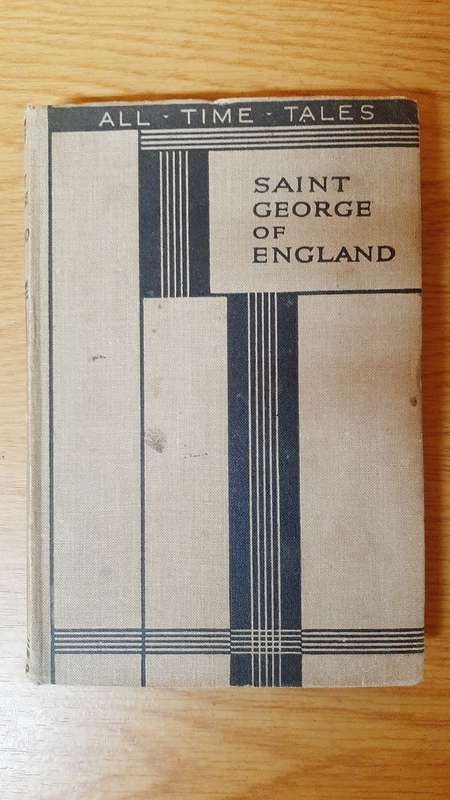 ALL - TIME - TALES
SAINT
GEORGE
OF
ENGLAND